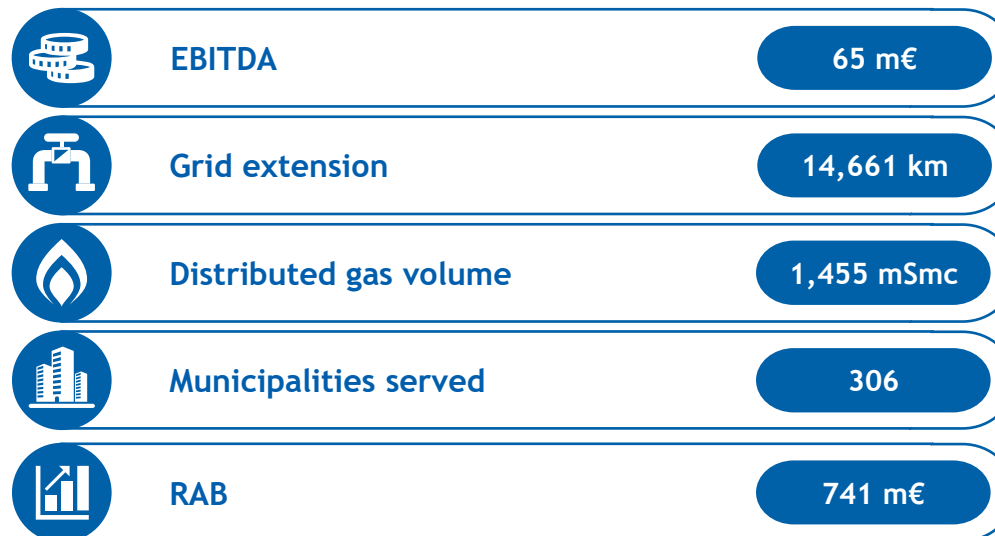 EBITDA 65 m€
Grid extension 14,661 km
Distributed gas volume 1,455 mSmc
Municipalities served 306
RAB 741 m€